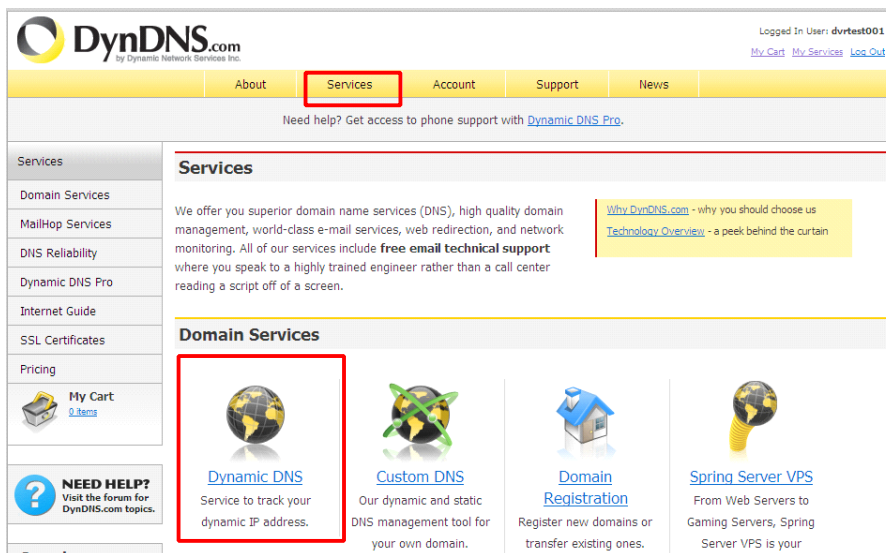 DynDNS.com
by Dynamic Network Services Inc.
Logged In User: dvrtest001
My Cart My Services Log Out
About Services Account Support News
Need help? Get access to phone support with Dynamic DNS Pro.
Services
Domain Services
MailHop Services
DNS Reliability
Dynamic DNS Pro
Internet Guide
SSL Certificates
Pricing
My Cart
0 items
NEED HELP?
Visit the forum for
DynDNS.com topics.
Services
We offer you superior domain name services (DNS), high quality domain
management, world-class e-mail services, web redirection, and network
monitoring. All of our services include free email technical support
where you speak to a highly trained engineer rather than a call center
reading a script off of a screen.
Why DynDNS.com - why you should choose us
Technology Overview - a peek behind the curtain
Domain Services
Dynamic DNS
Service to track your
dynamic IP address.
Custom DNS
Our dynamic and static
DNS management tool for
your own domain.
Domain
Registration
Register new domains or
transfer existing ones.
Spring Server VPS
From Web Servers to
Gaming Servers, Spring
Server VPS is your